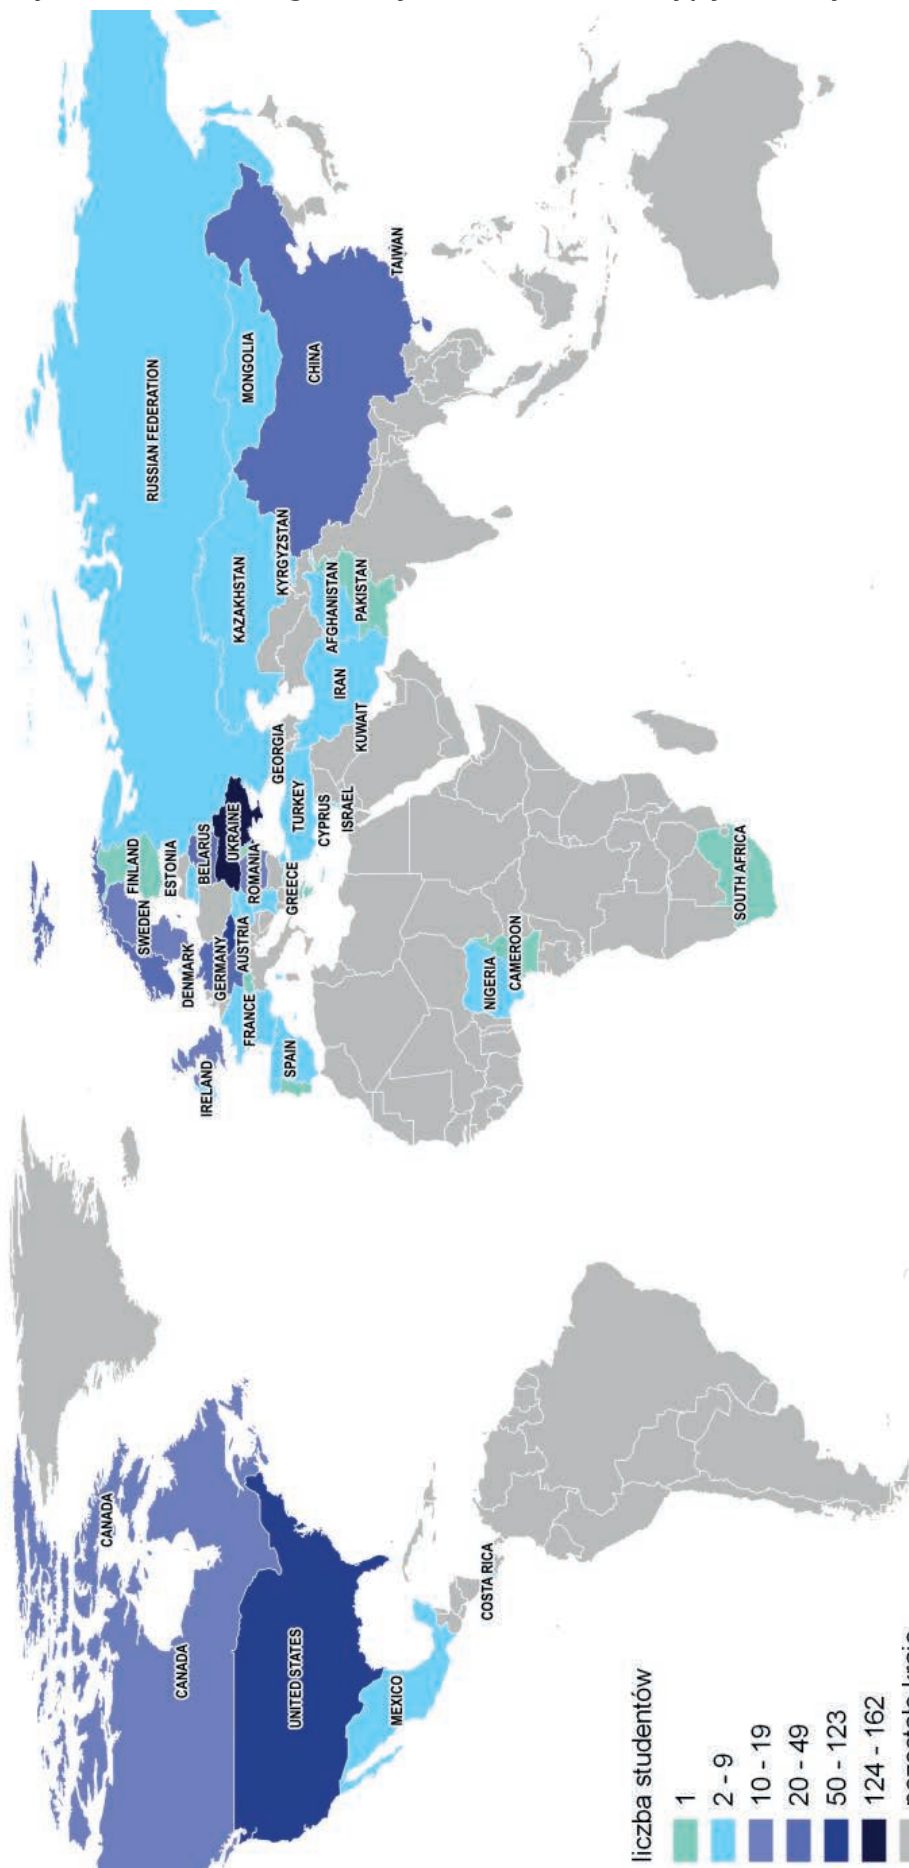 CANADA
CANADA
UNITED STATES
MEXICO
COSTA RICA
IRELAND
DENMARK
SWEDEN
FINLAND
ESTONIA
GERMANY
BELARUS
UKRAINE
AUSTRIA
FRANCE
SPAIN
ROMANIA
GREECE
GEORGIA
TURKEY
CYPRUS
ISRAEL
KUWAIT
IRAN
AFGHANISTAN
PAKISTAN
KYRGYZSTAN
KAZAKHSTAN
RUSSIAN FEDERATION
MONGOLIA
CHINA
TAIWAN
NIGERIA
CAMEROON
SOUTH AFRICA
liczba studentów
1
2 - 9
10 - 19
20 - 49
50 - 123
124 - 162
pozostałe kraje